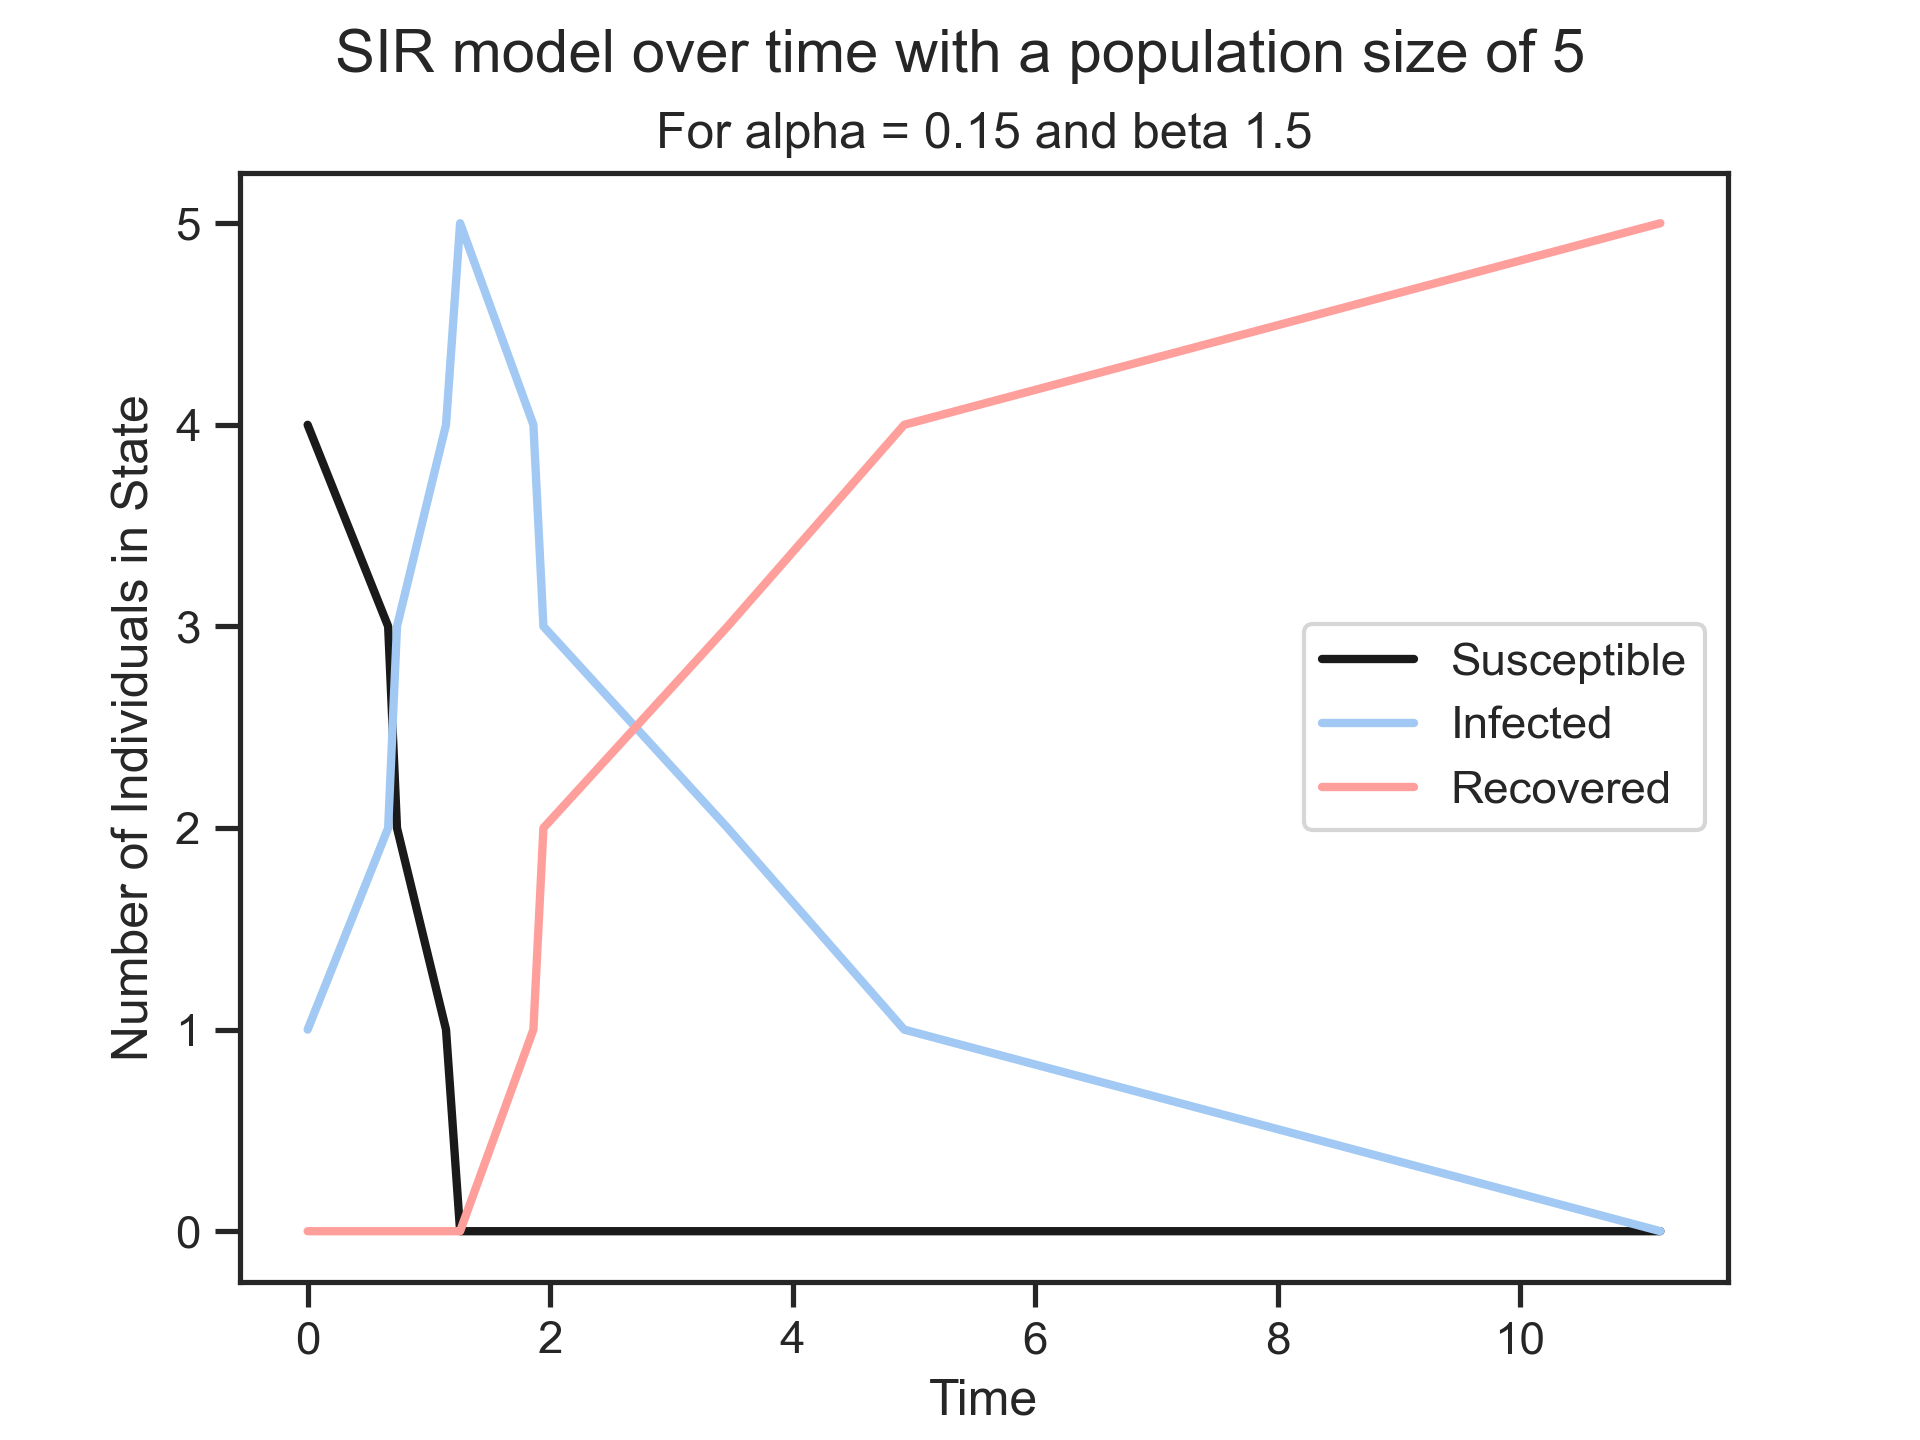 SIR model over time with a population size of 5
For alpha = 0.15 and beta 1.5
Number of Individuals in State
5
4
3
2
1
0
Susceptible
Infected
Recovered
0 2 4 6 8 10
Time